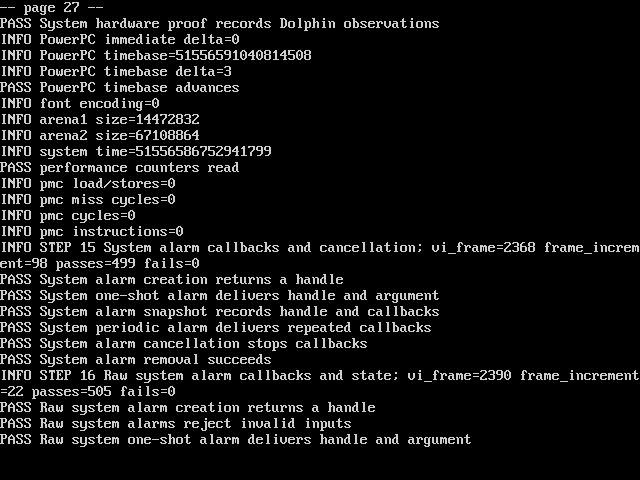 -- page 27 --
PASS System hardware proof records Dolphin observations
INFO PowerPC immediate delta=0
INFO PowerPC timebase=51556591040814508
INFO PowerPC timebase delta=3
PASS PowerPC timebase advances
INFO font encoding=0
INFO arena1 size=14472832
INFO arena2 size=67108864
INFO system time=51556586752941799
PASS performance counters read
INFO pmc load/stores=0
INFO pmc miss cycles=0
INFO pmc cycles=0
INFO pmc instructions=0
INFO STEP 15 System alarm callbacks and cancellation; vi_frame=2368 frame_increm
ent=98 passes=499 fails=0
PASS System alarm creation returns a handle
PASS System one-shot alarm delivers handle and argument
PASS System alarm snapshot records handle and callbacks
PASS System periodic alarm delivers repeated callbacks
PASS System alarm cancellation stops callbacks
PASS System alarm removal succeeds
INFO STEP 16 Raw system alarm callbacks and state; vi_frame=2390 frame_increment
=22 passes=505 fails=0
PASS Raw system alarm creation returns a handle
PASS Raw system alarms reject invalid inputs
PASS Raw system one-shot alarm delivers handle and argument